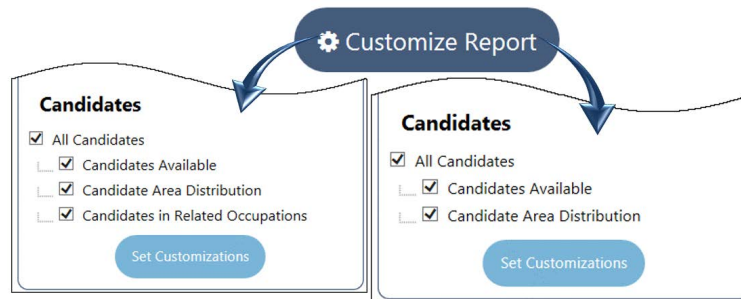 Customize Report
Candidates
All Candidates
Candidates Available
Candidate Area Distribution
Candidates in Related Occupations
Set Customizations
Candidates
All Candidates
Candidates Available
Candidate Area Distribution
Set Customizations